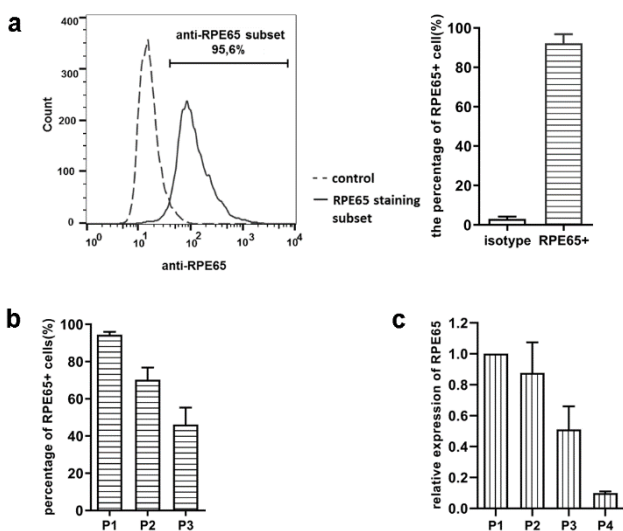 a
400
300
200
100
0
Count
anti-RPE65 subset
95,6%
10^0 10^1 10^2 10^3 10^4
anti-RPE65
control
RPE65 staining
subset
the percentage of RPE65+ cell(%)
100
80
60
40
20
0
isotype RPE65+
b
percentage of RPE65+ cells(%)
100
80
60
40
20
0
P1 P2 P3
c
relative expression of RPE65
1.2
1.0
0.8
0.6
0.4
0.2
0.0
P1 P2 P3 P4